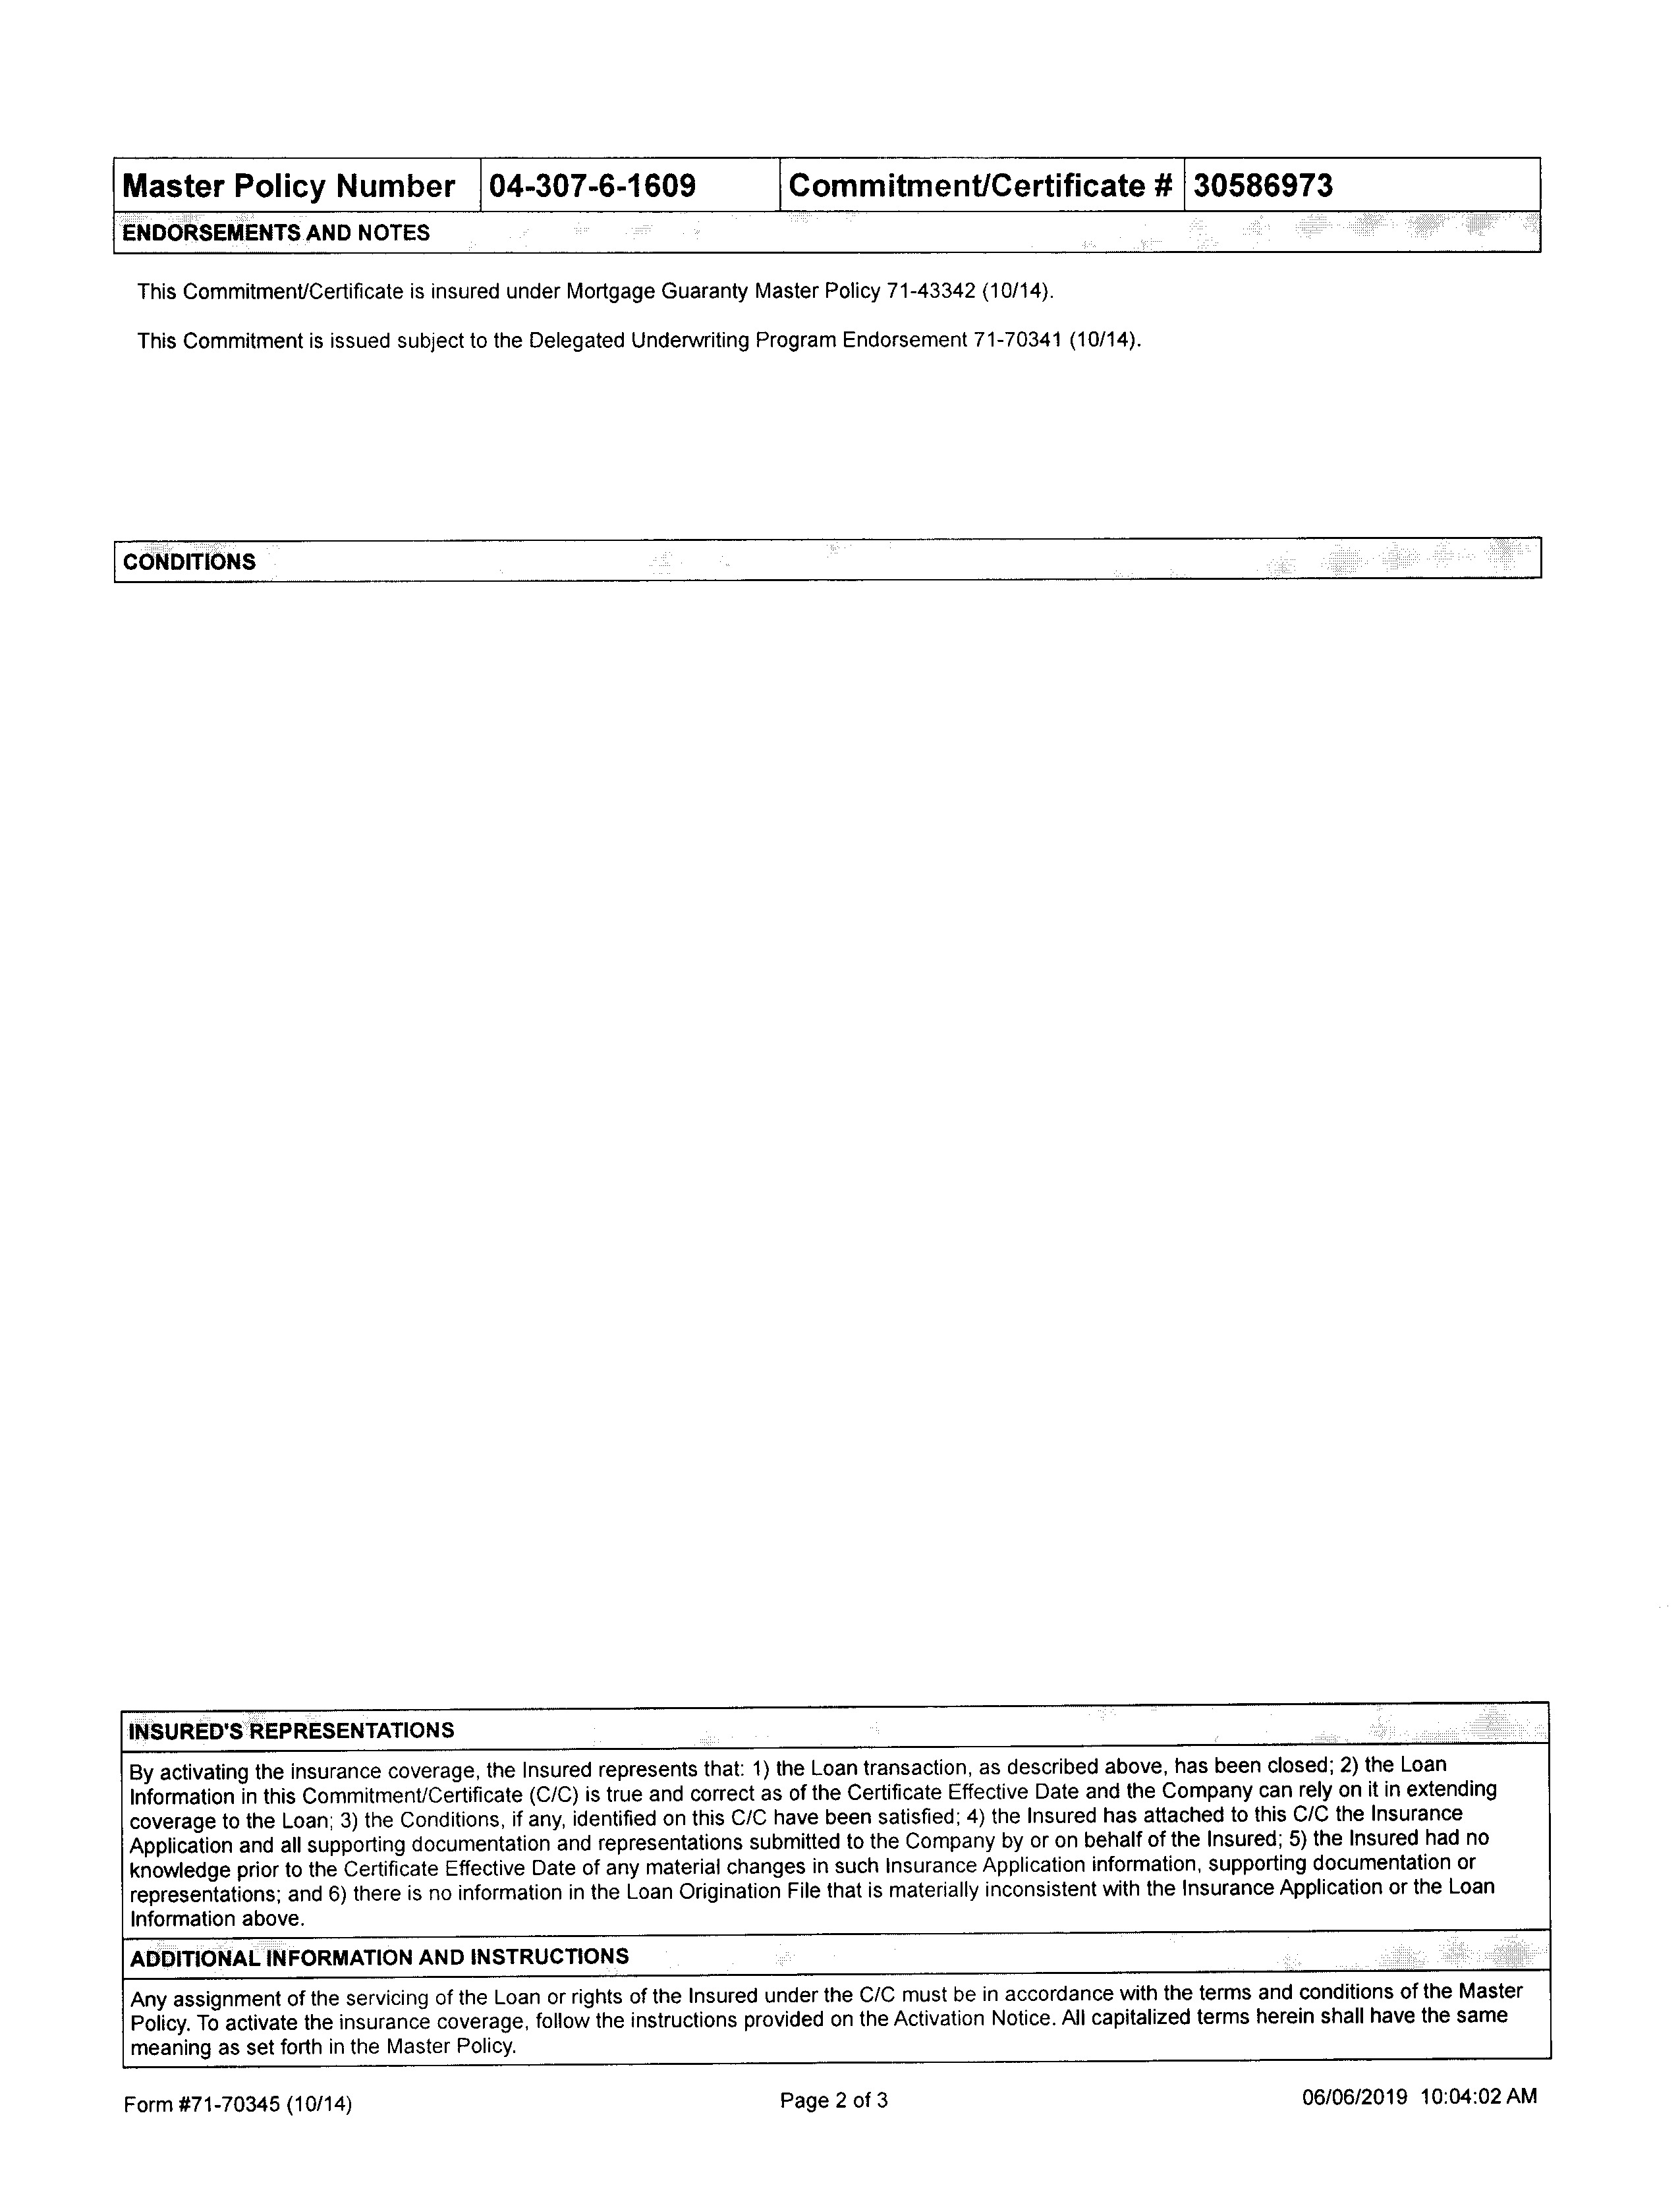 Master Policy Number 04-307-6-1609 Commitment/Certificate # 30586973
ENDORSEMENTS AND NOTES
This Commitment/Certificate is insured under Mortgage Guaranty Master Policy 71-43342 (10/14).
This Commitment is issued subject to the Delegated Underwriting Program Endorsement 71-70341 (10/14).
CONDITIONS
INSURED'S REPRESENTATIONS
By activating the insurance coverage, the Insured represents that: 1) the Loan transaction, as described above, has been closed; 2) the Loan
Information in this Commitment/Certificate (C/C) is true and correct as of the Certificate Effective Date and the Company can rely on it in extending
coverage to the Loan; 3) the Conditions, if any, identified on this C/C have been satisfied; 4) the Insured has attached to this C/C the Insurance
Application and all supporting documentation and representations submitted to the Company by or on behalf of the Insured; 5) the Insured had no
knowledge prior to the Certificate Effective Date of any material changes in such Insurance Application information, supporting documentation or
representations; and 6) there is no information in the Loan Origination File that is materially inconsistent with the Insurance Application or the Loan
Information above.
ADDITIONAL INFORMATION AND INSTRUCTIONS
Any assignment of the servicing of the Loan or rights of the Insured under the C/C must be in accordance with the terms and conditions of the Master
Policy. To activate the insurance coverage, follow the instructions provided on the Activation Notice. All capitalized terms herein shall have the same
meaning as set forth in the Master Policy.
Form #71-70345 (10/14) Page 2 of 3 06/06/2019 10:04:02 AM